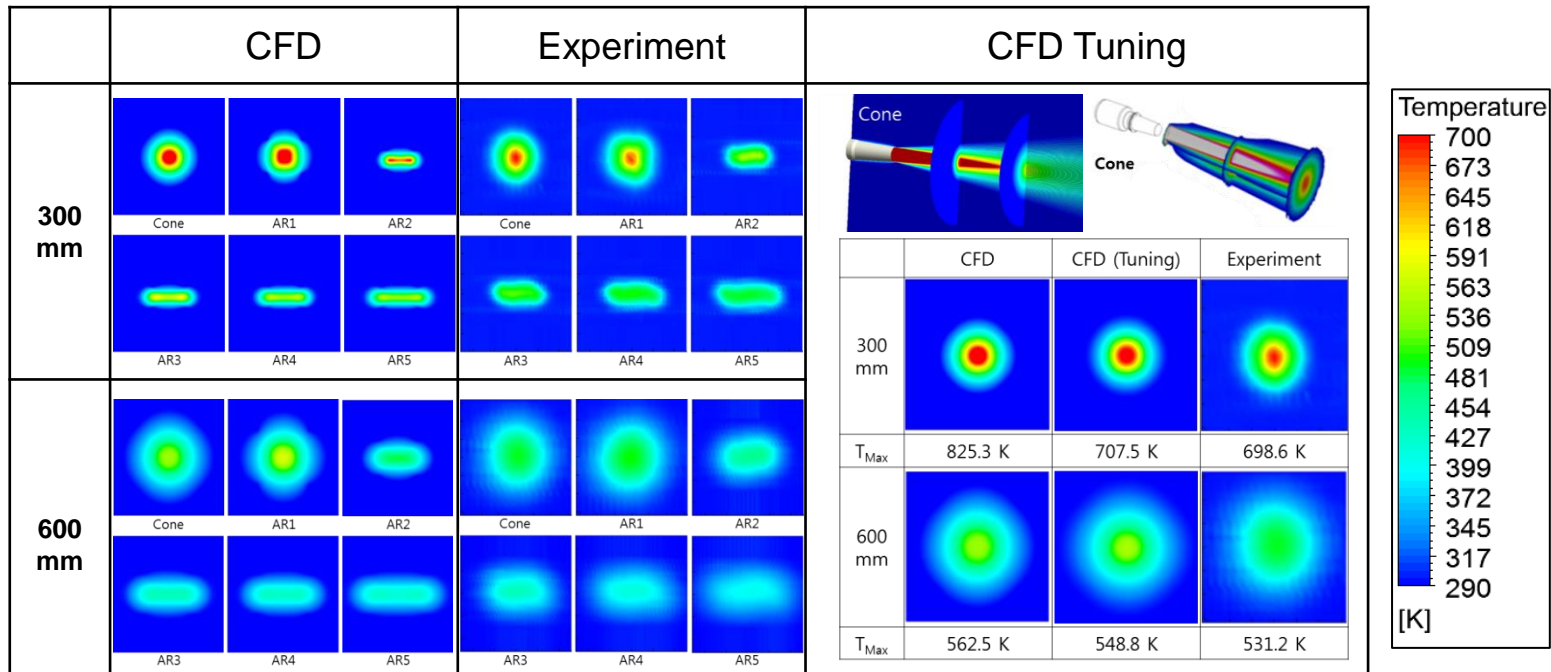 CFD Experiment CFD Tuning
300
mm
Cone AR1 AR2
AR3 AR4 AR5
Cone AR1 AR2
AR3 AR4 AR5
600
mm
Cone AR1 AR2
AR3 AR4 AR5
Cone AR1 AR2
AR3 AR4 AR5
Cone
Cone
CFD CFD (Tuning) Experiment
300
mm
TMax 825.3 K 707.5 K 698.6 K
600
mm
TMax 562.5 K 548.8 K 531.2 K
Temperature
700
673
645
618
591
563
536
509
481
454
427
399
372
345
317
290
[K]